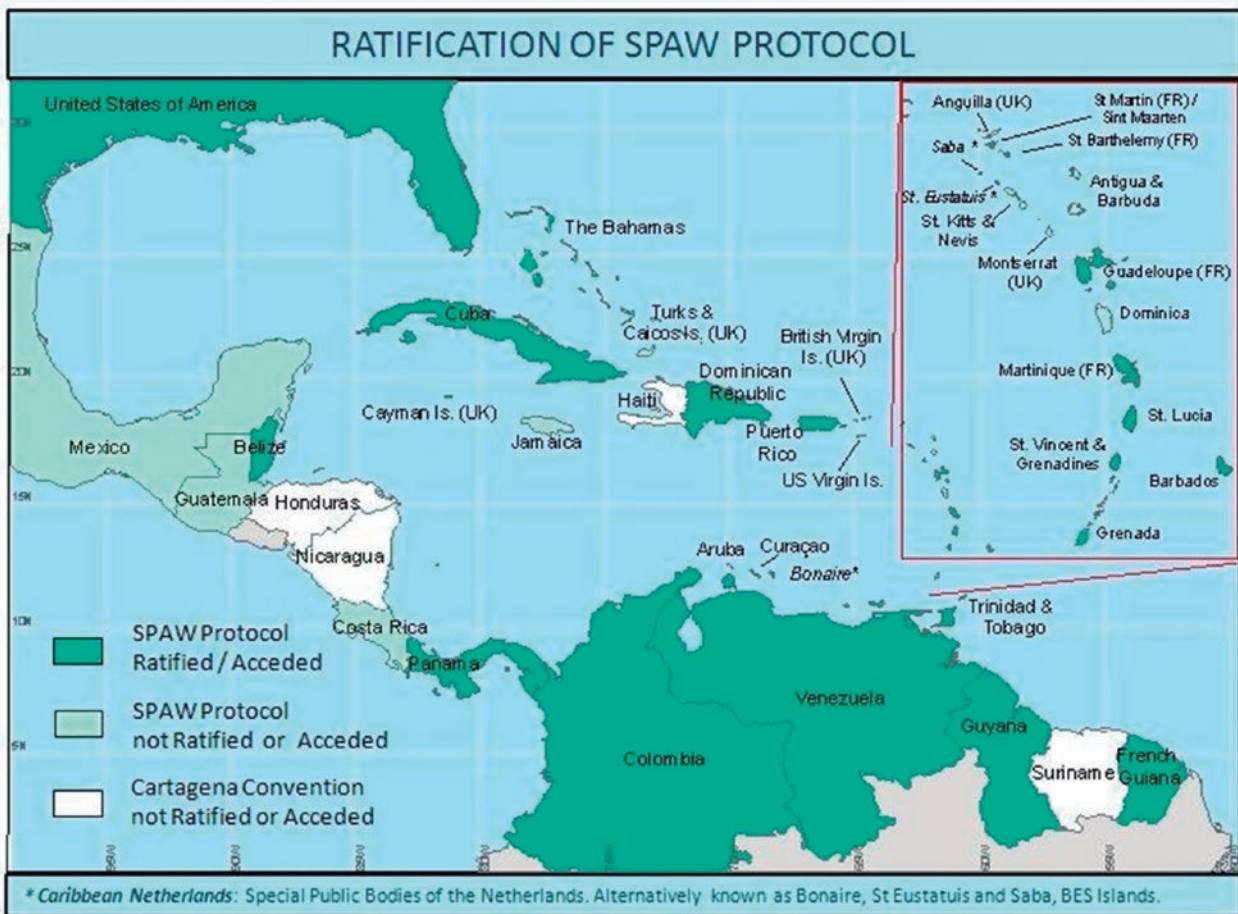 RATIFICATION OF SPAW PROTOCOL
United States of America
The Bahamas
Cuba
Turks &
Caicos Is, (UK)
British Virgin
Is. (UK)
Dominican
Republic
Haiti
Cayman Is. (UK)
Jamaica
Puerto
Rico
US Virgin Is.
Mexico
Belize
Guatemala
Honduras
Nicaragua
Aruba
Curaçao
Bonaire*
Costa Rica
Panama
Trinidad &
Tobago
Venezuela
Colombia
Guyana
Suriname
French
Guiana
Anguilla (UK)
St Martin (FR) /
Sint Maarten
Saba *
St Barthelemy (FR)
St. Eustatuis *
Antigua &
Barbuda
St. Kitts &
Nevis
Montserrat
(UK)
Guadeloupe (FR)
Dominica
Martinique (FR)
St. Lucia
St. Vincent &
Grenadines
Barbados
Grenada
25N
20N
15N
10N
5N
SPAW Protocol
Ratified / Acceded
SPAW Protocol
not Ratified or Acceded
Cartagena Convention
not Ratified or Acceded
* Caribbean Netherlands: Special Public Bodies of the Netherlands. Alternatively known as Bonaire, St Eustatuis and Saba, BES Islands.